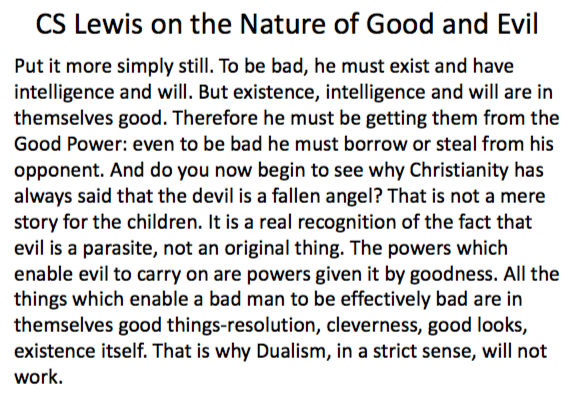 CS Lewis on the Nature of Good and Evil
Put it more simply still. To be bad, he must exist and have
intelligence and will. But existence, intelligence and will are in
themselves good. Therefore he must be getting them from the
Good Power: even to be bad he must borrow or steal from his
opponent. And do you now begin to see why Christianity has
always said that the devil is a fallen angel? That is not a mere
story for the children. It is a real recognition of the fact that
evil is a parasite, not an original thing. The powers which
enable evil to carry on are powers given it by goodness. All the
things which enable a bad man to be effectively bad are in
themselves good things-resolution, cleverness, good looks,
existence itself. That is why Dualism, in a strict sense, will not
work.